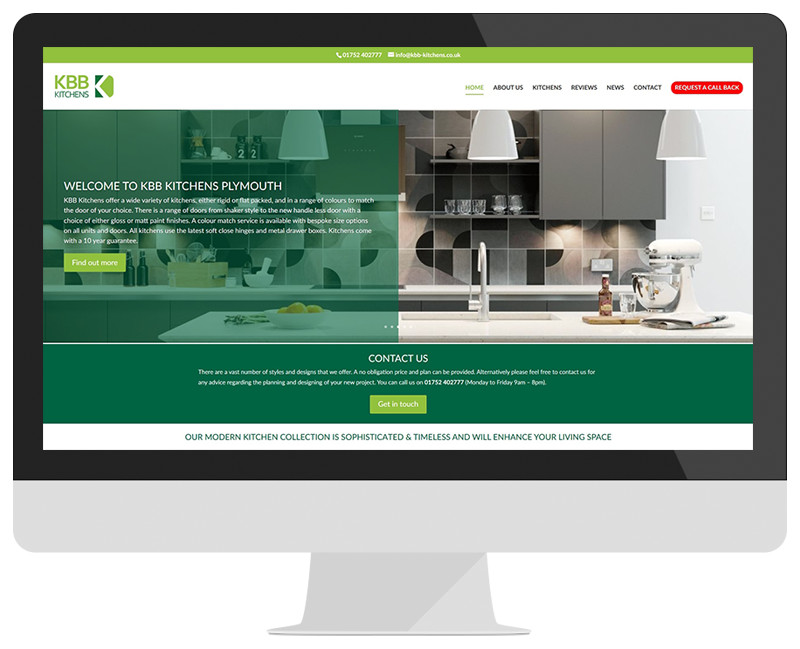 01752 402777 info@kbb-kitchens.co.uk
KBB
KITCHENS
HOME ABOUT US KITCHENS REVIEWS NEWS CONTACT REQUEST A CALL BACK
WELCOME TO KBB KITCHENS PLYMOUTH
KBB Kitchens offer a wide variety of kitchens, either rigid or flat packed, and in a range of colours to match
the door of your choice. There is a range of doors from shaker style to the new handle less door with a
choice of either gloss or matt paint finishes. A colour match service is available with bespoke size options
on all units and doors. All kitchens use the latest soft close hinges and metal drawer boxes. Kitchens come
with a 10 year guarantee.
Find out more
2 2
CONTACT US
There are a vast number of styles and designs that we offer. A no obligation price and plan can be provided. Alternatively please feel free to contact us for
any advice regarding the planning and designing of your new project. You can call us on 01752 402777 (Monday to Friday 9am – 8pm).
Get in touch
OUR MODERN KITCHEN COLLECTION IS SOPHISTICATED & TIMELESS AND WILL ENHANCE YOUR LIVING SPACE